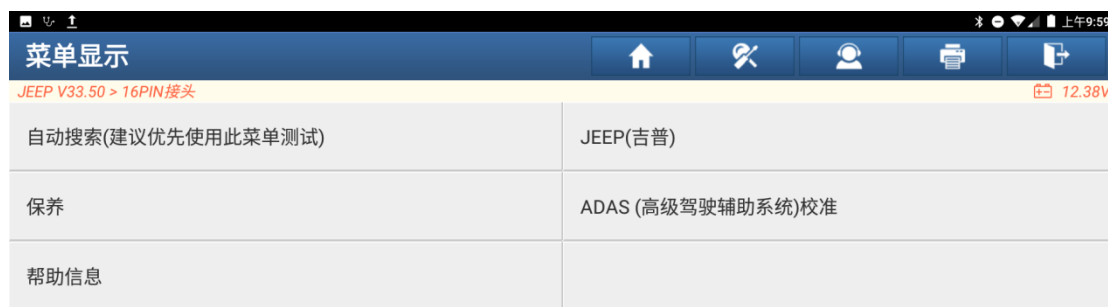 上午9:59
菜单显示
JEEP V33.50 > 16PIN接头
12.38V
自动搜索(建议优先使用此菜单测试)
JEEP(吉普)
保养
ADAS (高级驾驶辅助系统)校准
帮助信息